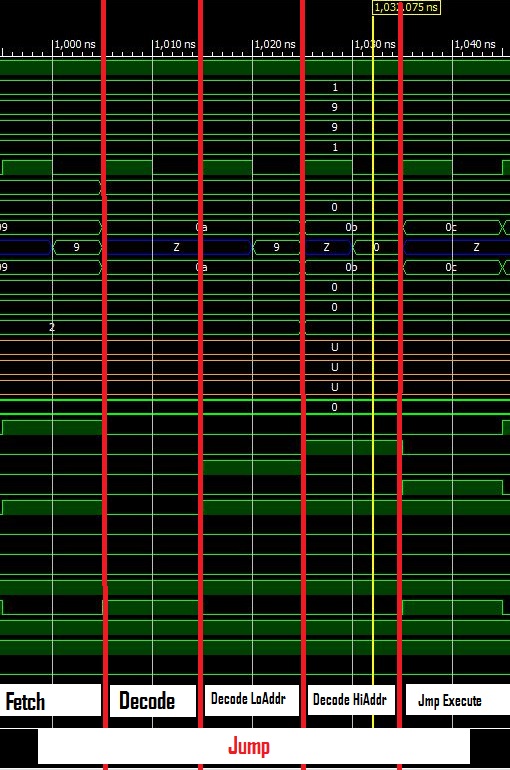 1,032.075 ns
1,000 ns 1,010 ns 1,020 ns 1,030 ns 1,040 ns
1
9
9
1
0
09 0a 0b 0c
9 Z 9 Z 0 Z
09 0a 0b 0c
0
0
2
U
U
U
0
Fetch Decode Decode LoAddr Decode HiAddr Jmp Execute
Jump